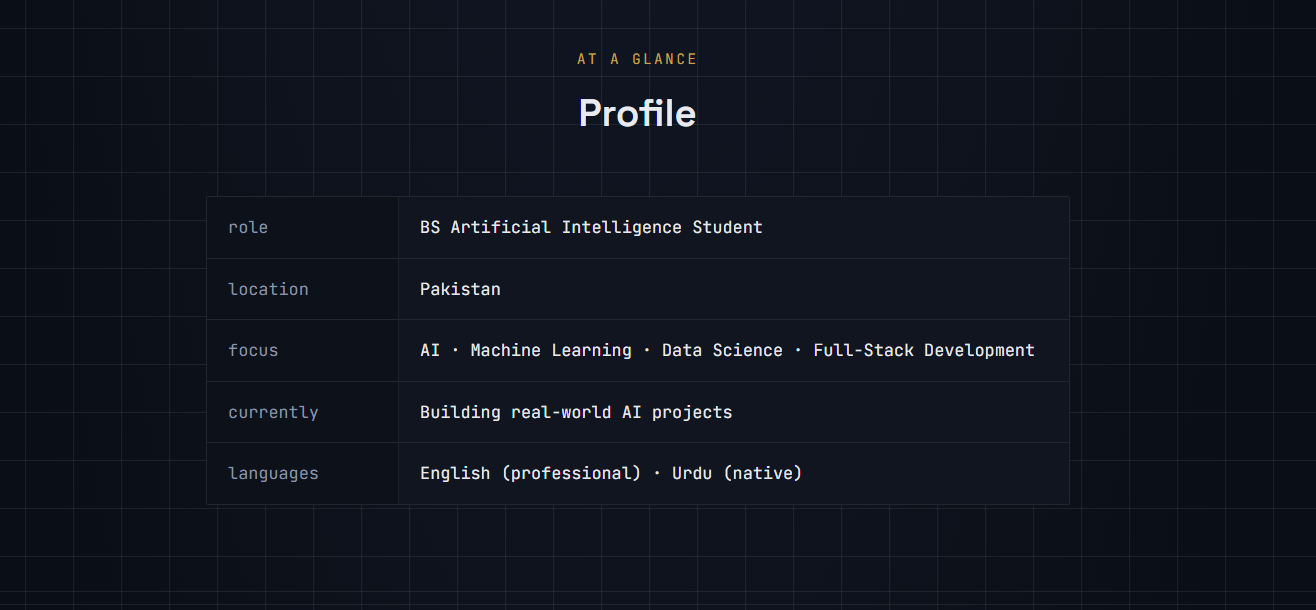 AT A GLANCE
Profile
role BS Artificial Intelligence Student
location Pakistan
focus AI · Machine Learning · Data Science · Full-Stack Development
currently Building real-world AI projects
languages English (professional) · Urdu (native)